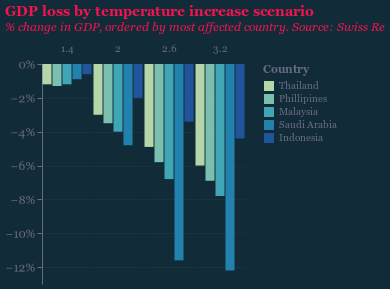 GDP loss by temperature increase scenario
% change in GDP, ordered by most affected country. Source: Swiss Re
1.4 2 2.6 3.2
0%
−2%
−4%
−6%
−8%
−10%
−12%
Country
Thailand
Phillipines
Malaysia
Saudi Arabia
Indonesia